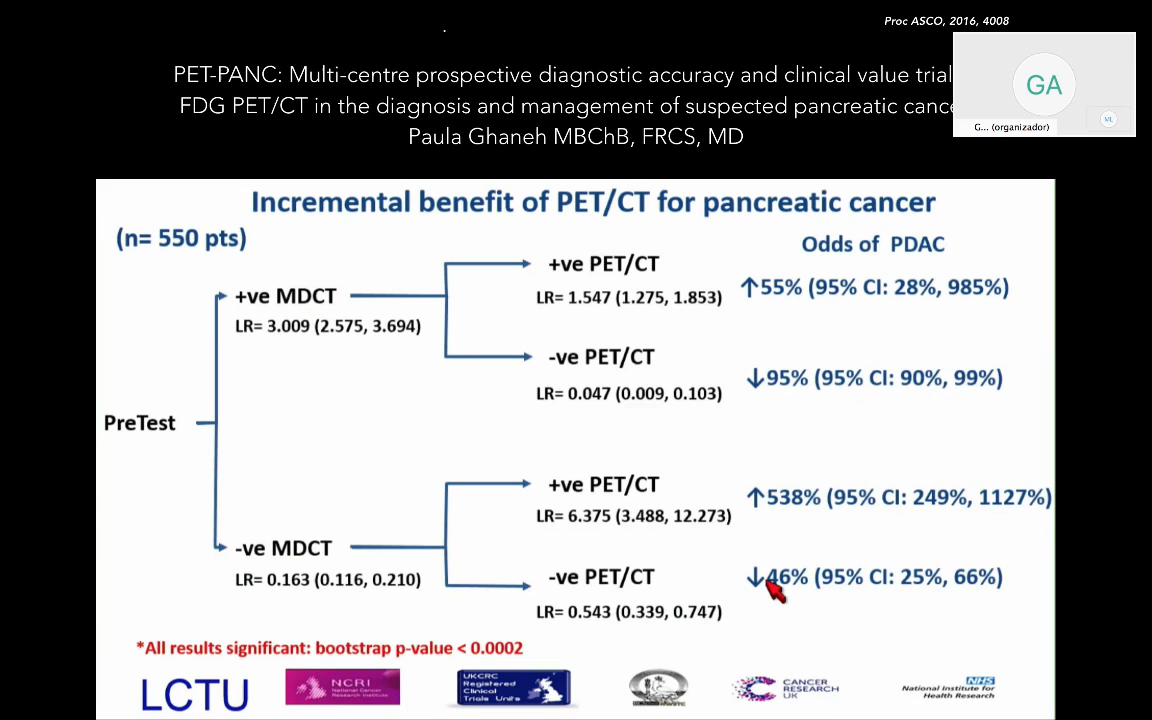 Proc ASCO, 2016, 4008
PET-PANC: Multi-centre prospective diagnostic accuracy and clinical value trial
FDG PET/CT in the diagnosis and management of suspected pancreatic cance
Paula Ghaneh MBChB, FRCS, MD
GA
G... (organizador)
ML
Incremental benefit of PET/CT for pancreatic cancer
(n= 550 pts)
Odds of PDAC
+ve PET/CT
LR= 1.547 (1.275, 1.853)
↑55% (95% CI: 28%, 985%)
+ve MDCT
LR= 3.009 (2.575, 3.694)
-ve PET/CT
LR= 0.047 (0.009, 0.103)
↓95% (95% CI: 90%, 99%)
PreTest
+ve PET/CT
LR= 6.375 (3.488, 12.273)
↑538% (95% CI: 249%, 1127%)
-ve MDCT
LR= 0.163 (0.116, 0.210)
-ve PET/CT
LR= 0.543 (0.339, 0.747)
↓46% (95% CI: 25%, 66%)
*All results significant: bootstrap p-value < 0.0002
LCTU
NCRI
National Cancer
Research Institute
UKCRC
Registered
Clinical
Trials Units
CANCER
RESEARCH
UK
NHS
National Institute for
Health Research